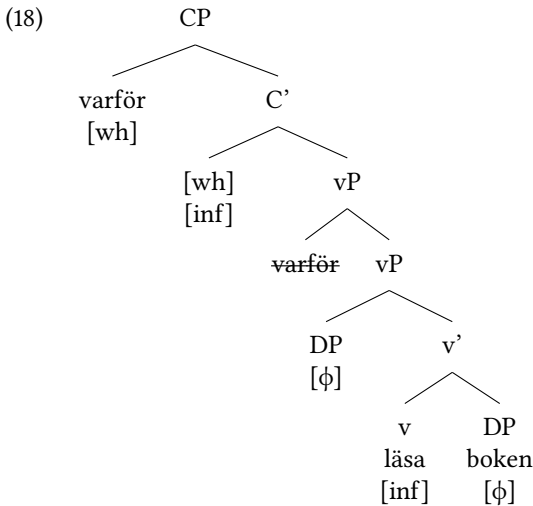 (18) CP
varför C’
[wh]
[wh] vP
[inf]
varför vP
DP v’
[ϕ]
v DP
läsa boken
[inf] [ϕ]